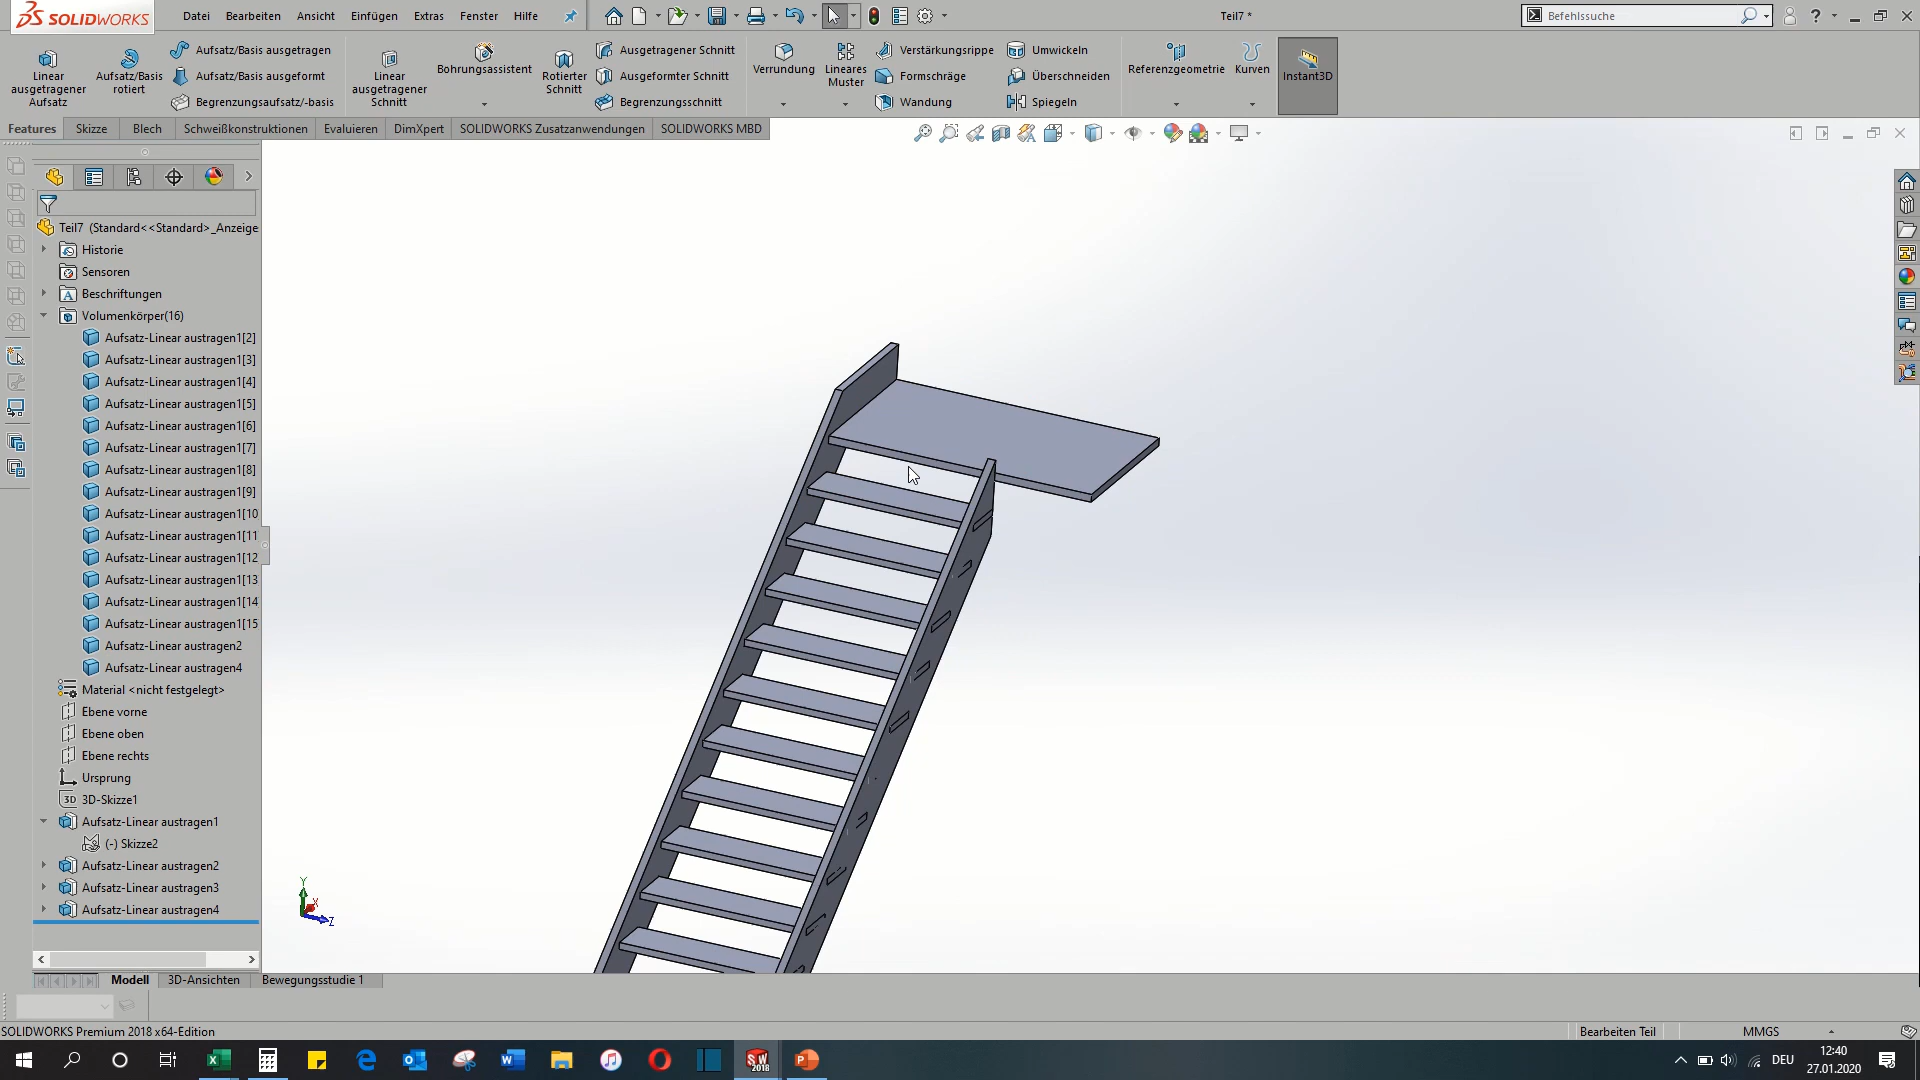 SOLIDWORKS
Datei Bearbeiten Ansicht Einfügen Extras Fenster Hilfe
Teil7 *
Befehlssuche
Linear ausgetragener Aufsatz
Aufsatz/Basis rotiert
Aufsatz/Basis ausgetragen
Aufsatz/Basis ausgeformt
Begrenzungsaufsatz/-basis
Linear ausgetragener Schnitt
Bohrungsassistent
Rotierter Schnitt
Ausgetragener Schnitt
Ausgeformter Schnitt
Begrenzungsschnitt
Verrundung
Lineares Muster
Verstärkungsrippe
Formschräge
Wandung
Umwickeln
Überschneiden
Spiegeln
Referenzgeometrie
Kurven
Instant3D
Features Skizze Blech Schweißkonstruktionen Evaluieren DimXpert SOLIDWORKS Zusatzanwendungen SOLIDWORKS MBD
Teil7 (Standard<<Standard>_Anzeige
Historie
Sensoren
Beschriftungen
Volumenkörper(16)
Aufsatz-Linear austragen1[2]
Aufsatz-Linear austragen1[3]
Aufsatz-Linear austragen1[4]
Aufsatz-Linear austragen1[5]
Aufsatz-Linear austragen1[6]
Aufsatz-Linear austragen1[7]
Aufsatz-Linear austragen1[8]
Aufsatz-Linear austragen1[9]
Aufsatz-Linear austragen1[10
Aufsatz-Linear austragen1[11
Aufsatz-Linear austragen1[12
Aufsatz-Linear austragen1[13
Aufsatz-Linear austragen1[14
Aufsatz-Linear austragen1[15
Aufsatz-Linear austragen2
Aufsatz-Linear austragen4
Material <nicht festgelegt>
Ebene vorne
Ebene oben
Ebene rechts
Ursprung
3D 3D-Skizze1
Aufsatz-Linear austragen1
(-) Skizze2
Aufsatz-Linear austragen2
Aufsatz-Linear austragen3
Aufsatz-Linear austragen4
Y
X
Z
Modell 3D-Ansichten Bewegungsstudie 1
SOLIDWORKS Premium 2018 x64-Edition
Bearbeiten Teil
MMGS
DEU
12:40
27.01.2020